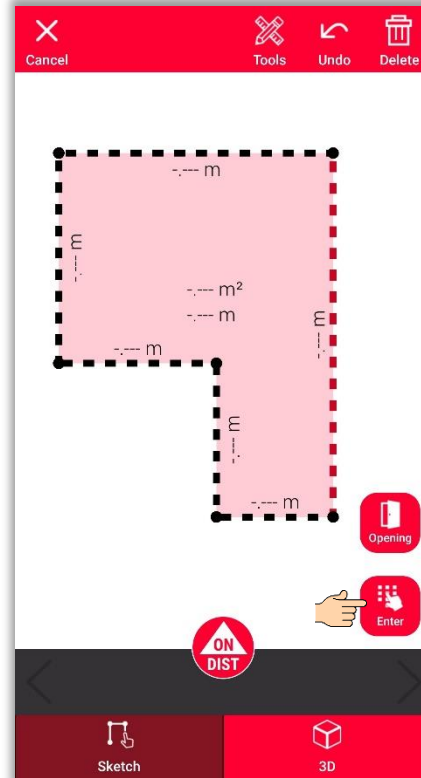 Cancel
Tools
Undo
Delete
-.--- m
-.--- m
-.--- m²
-.--- m
-.--- m
-.--- m
-.--- m
-.--- m
Opening
Enter
ON
DIST
Sketch
3D